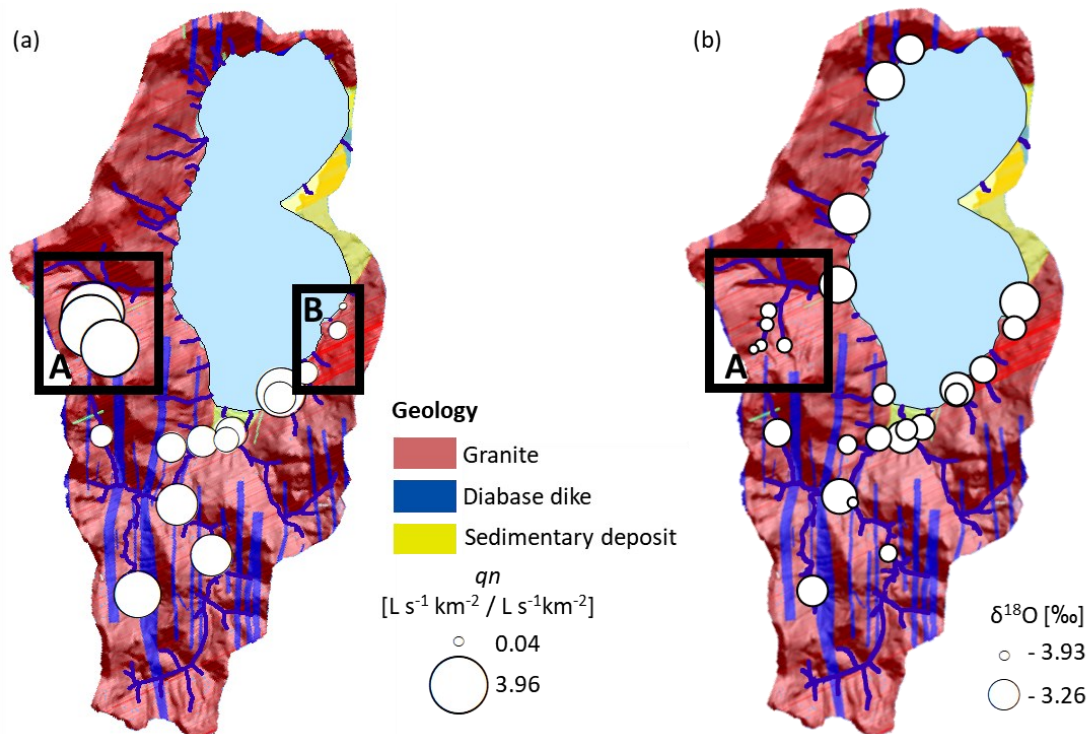 (a)
(b)
A
B
A
Geology
Granite
Diabase dike
Sedimentary deposit
qn
[L s⁻¹ km⁻² / L s⁻¹km⁻²]
0.04
3.96
δ¹⁸O [‰]
- 3.93
- 3.26